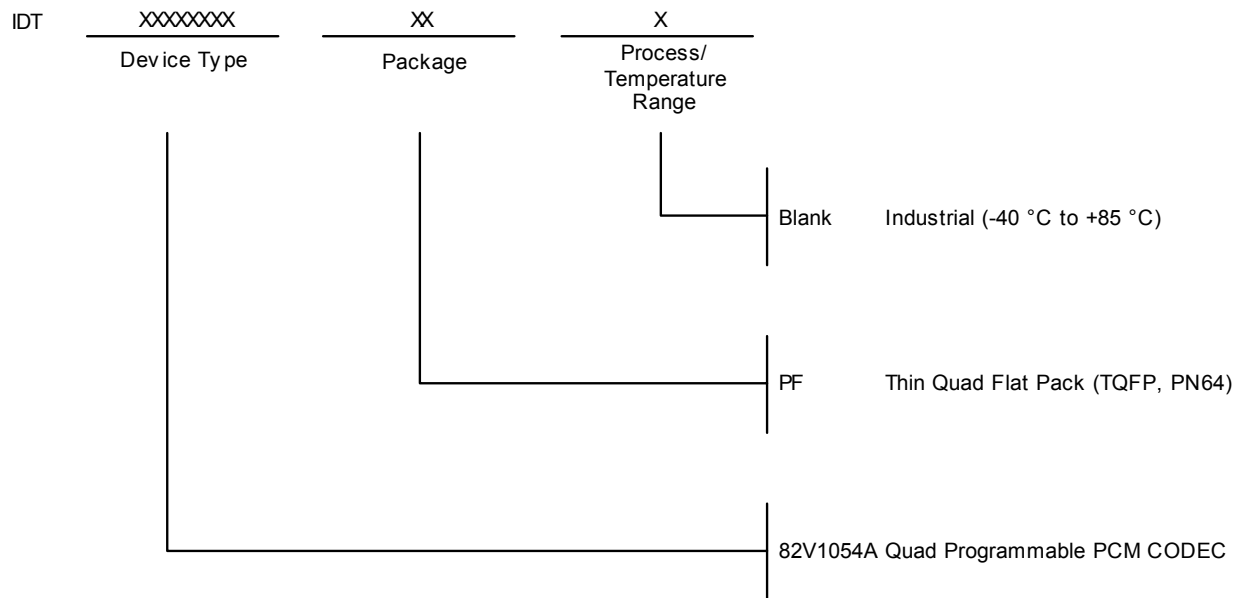 IDT XXXXXXXX XX X
Device Type Package Process/
Temperature
Range
Blank Industrial (-40 °C to +85 °C)
PF Thin Quad Flat Pack (TQFP, PN64)
82V1054A Quad Programmable PCM CODEC